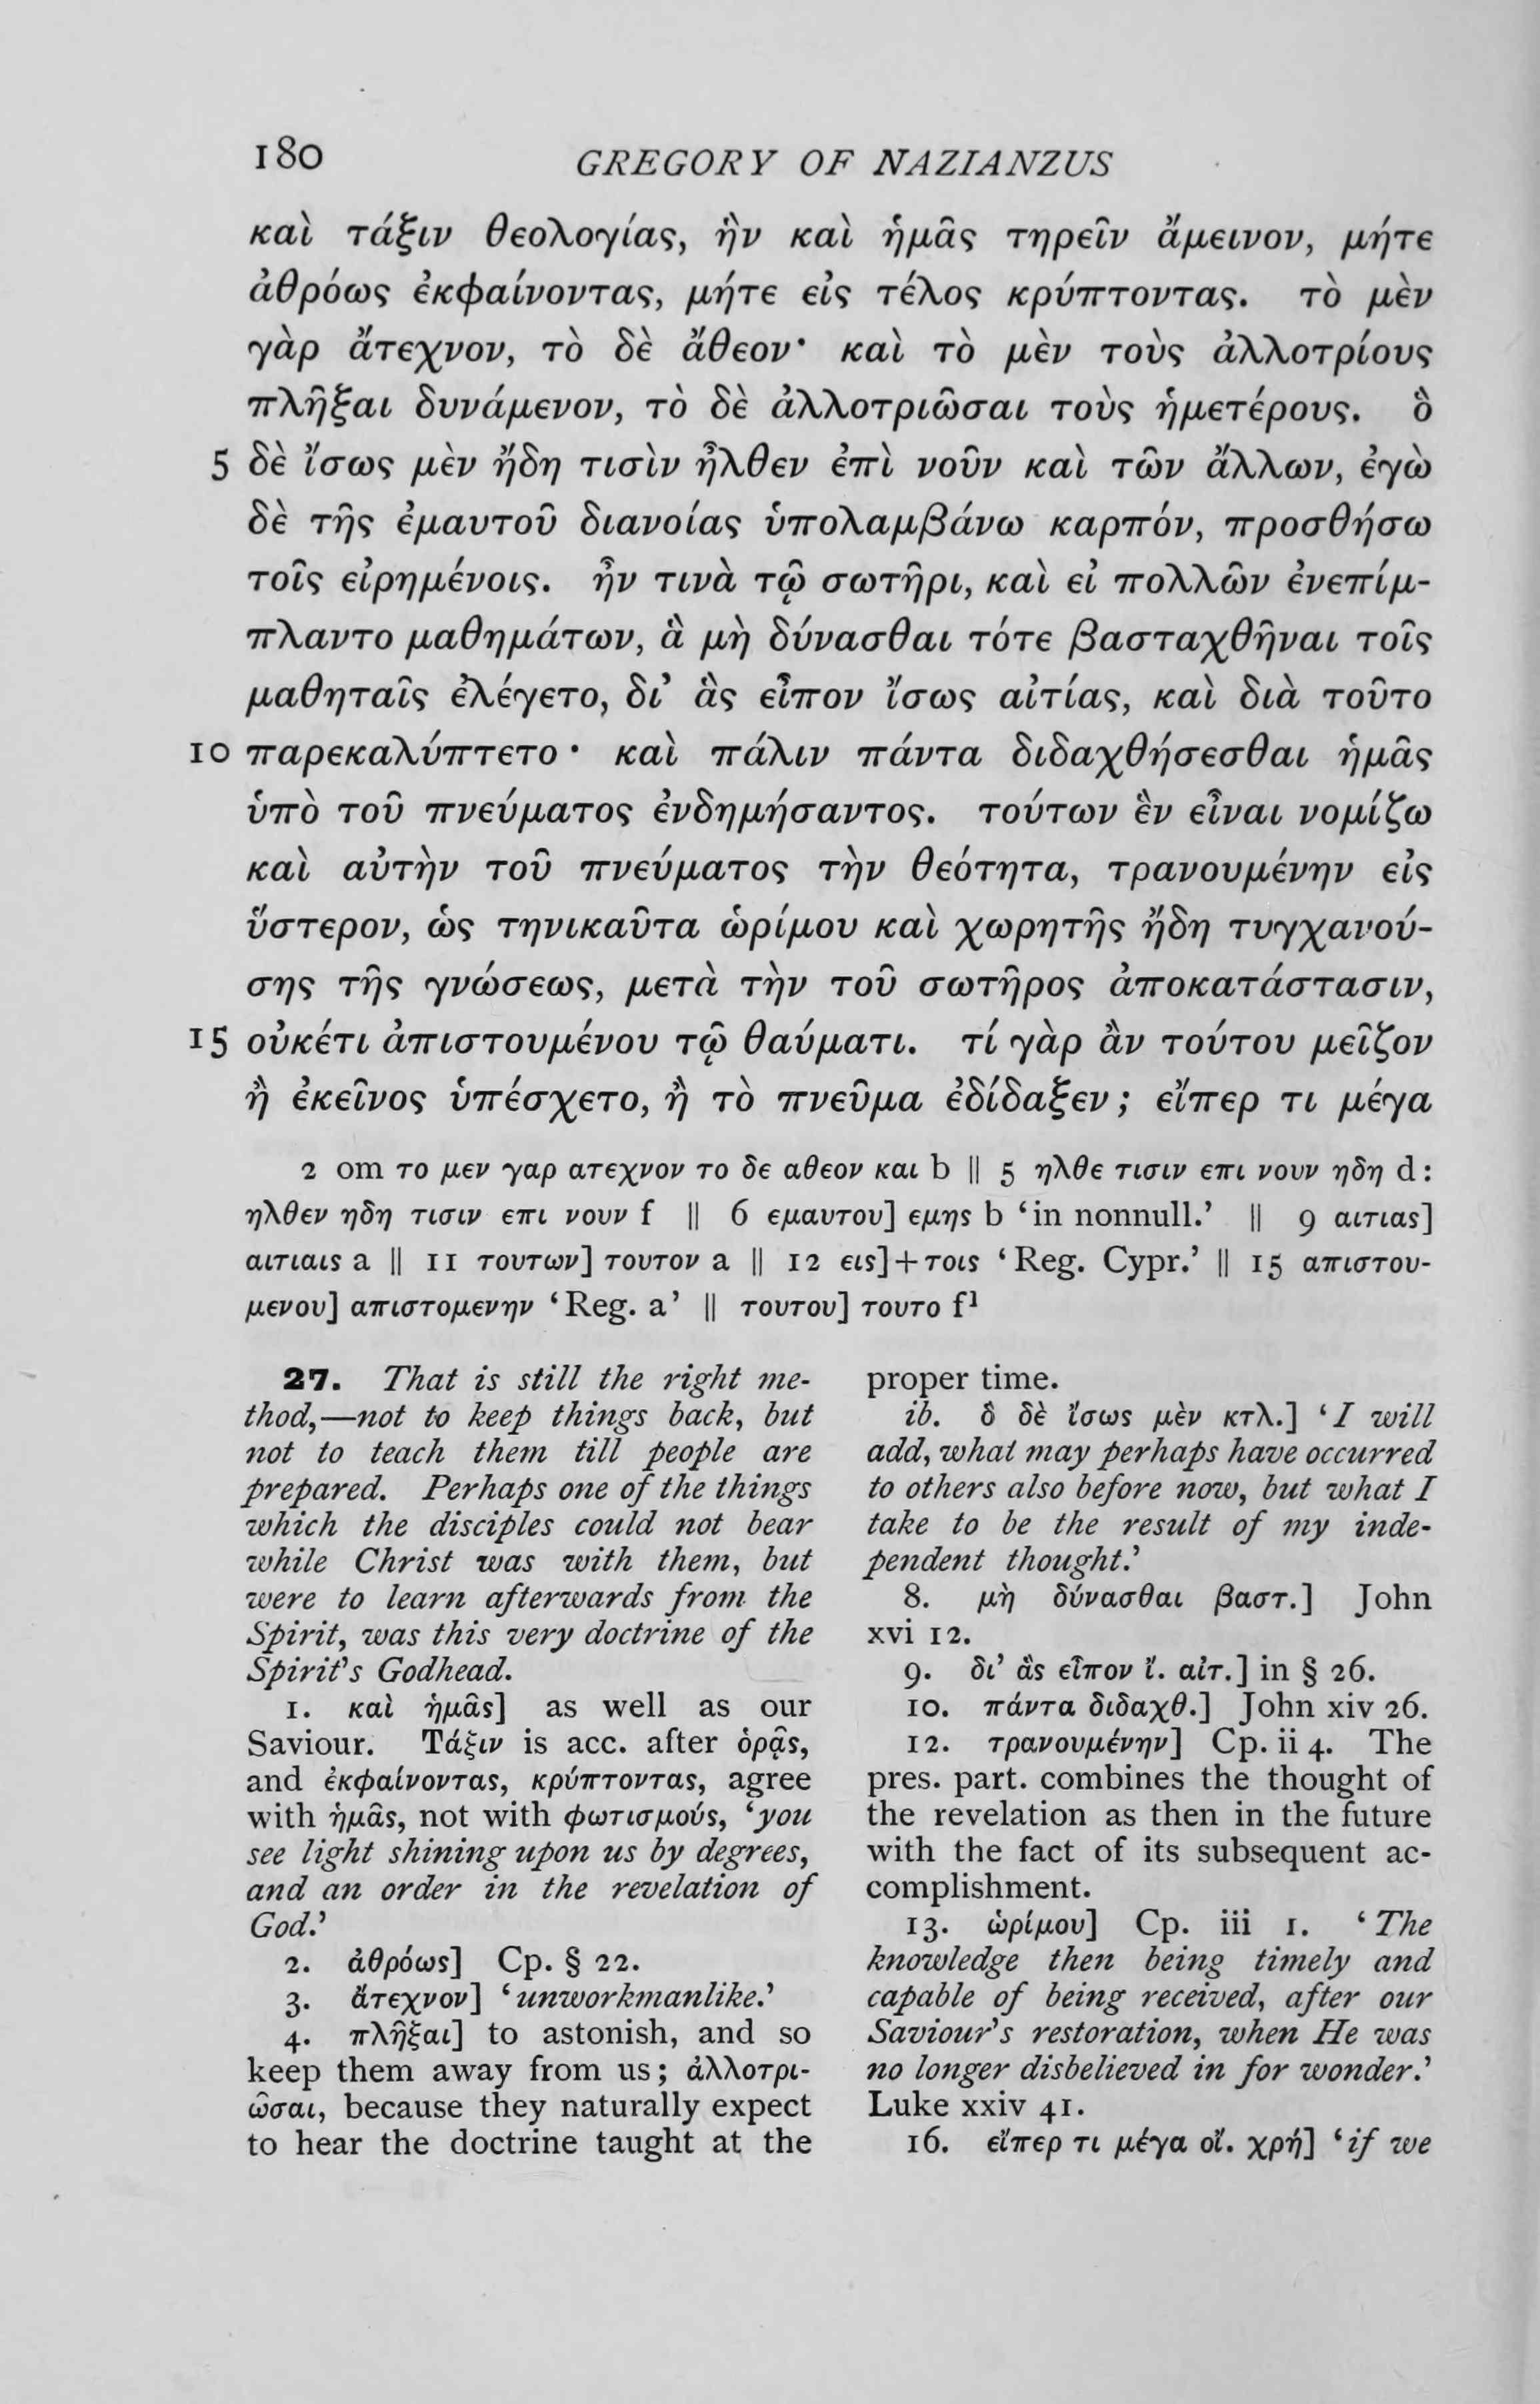 180 GREGORY OF NAZIANZUS
καὶ τάξιν θεολογίας, ἣν καὶ ἡμᾶς τηρεῖν ἄμεινον, μήτε
ἀθρόως ἐκφαίνοντας, μήτε εἰς τέλος κρύπτοντας. τὸ μὲν
γὰρ ἄτεχνον, τὸ δὲ ἄθεον· καὶ τὸ μὲν τοὺς ἀλλοτρίους
πλῆξαι δυνάμενον, τὸ δὲ ἀλλοτριῶσαι τοὺς ἡμετέρους. ὃ
5 δὲ ἴσως μὲν ἤδη τισὶν ἦλθεν ἐπὶ νοῦν καὶ τῶν ἄλλων, ἐγὼ
δὲ τῆς ἐμαυτοῦ διανοίας ὑπολαμβάνω καρπόν, προσθήσω
τοῖς εἰρημένοις. ἦν τινὰ τῷ σωτῆρι, καὶ εἰ πολλῶν ἐνεπίμ-
πλαντο μαθημάτων, ἃ μὴ δύνασθαι τότε βασταχθῆναι τοῖς
μαθηταῖς ἐλέγετο, δι’ ἃς εἶπον ἴσως αἰτίας, καὶ διὰ τοῦτο
10 παρεκαλύπτετο· καὶ πάλιν πάντα διδαχθήσεσθαι ἡμᾶς
ὑπὸ τοῦ πνεύματος ἐνδημήσαντος. τούτων ἓν εἶναι νομίζω
καὶ αὐτὴν τοῦ πνεύματος τὴν θεότητα, τρανουμένην εἰς
ὕστερον, ὡς τηνικαῦτα ὡρίμου καὶ χωρητῆς ἤδη τυγχανού-
σης τῆς γνώσεως, μετὰ τὴν τοῦ σωτῆρος ἀποκατάστασιν,
15 οὐκέτι ἀπιστουμένου τῷ θαύματι. τί γὰρ ἂν τούτου μεῖζον
ἢ ἐκεῖνος ὑπέσχετο, ἢ τὸ πνεῦμα ἐδίδαξεν; εἴπερ τι μέγα
2 om το μεν γαρ ατεχνον το δε αθεον και b || 5 ηλθε τισιν επι νουν ηδη d:
ηλθεν ηδη τισιν επι νουν f || 6 εμαυτου] εμης b ‘in nonnull.’ || 9 αιτιας]
αιτιαις a || 11 τουτων] τουτον a || 12 εις]+τοις ‘Reg. Cypr.’ || 15 απιστου-
μενου] απιστομενην ‘Reg. a’ || τουτου] τουτο f¹
27. That is still the right me-
thod,—not to keep things back, but
not to teach them till people are
prepared. Perhaps one of the things
which the disciples could not bear
while Christ was with them, but
were to learn afterwards from the
Spirit, was this very doctrine of the
Spirit's Godhead.
1. καὶ ἡμᾶς] as well as our
Saviour. Τάξιν is acc. after ὁρᾷς,
and ἐκφαίνοντας, κρύπτοντας, agree
with ἡμᾶς, not with φωτισμούς, ‘you
see light shining upon us by degrees,
and an order in the revelation of
God.’
2. ἀθρόως] Cp. § 22.
3. ἄτεχνον] ‘unworkmanlike.’
4. πλῆξαι] to astonish, and so
keep them away from us; ἀλλοτρι-
ῶσαι, because they naturally expect
to hear the doctrine taught at the
proper time.
ib. ὃ δὲ ἴσως μὲν κτλ.] ‘I will
add, what may perhaps have occurred
to others also before now, but what I
take to be the result of my inde-
pendent thought.’
8. μὴ δύνασθαι βαστ.] John
xvi 12.
9. δι’ ἃς εἶπον ἴ. αἰτ.] in § 26.
10. πάντα διδαχθ.] John xiv 26.
12. τρανουμένην] Cp. ii 4. The
pres. part. combines the thought of
the revelation as then in the future
with the fact of its subsequent ac-
complishment.
13. ὡρίμου] Cp. iii 1. ‘The
knowledge then being timely and
capable of being received, after our
Saviour's restoration, when He was
no longer disbelieved in for wonder.’
Luke xxiv 41.
16. εἴπερ τι μέγα οἴ. χρή] ‘if we